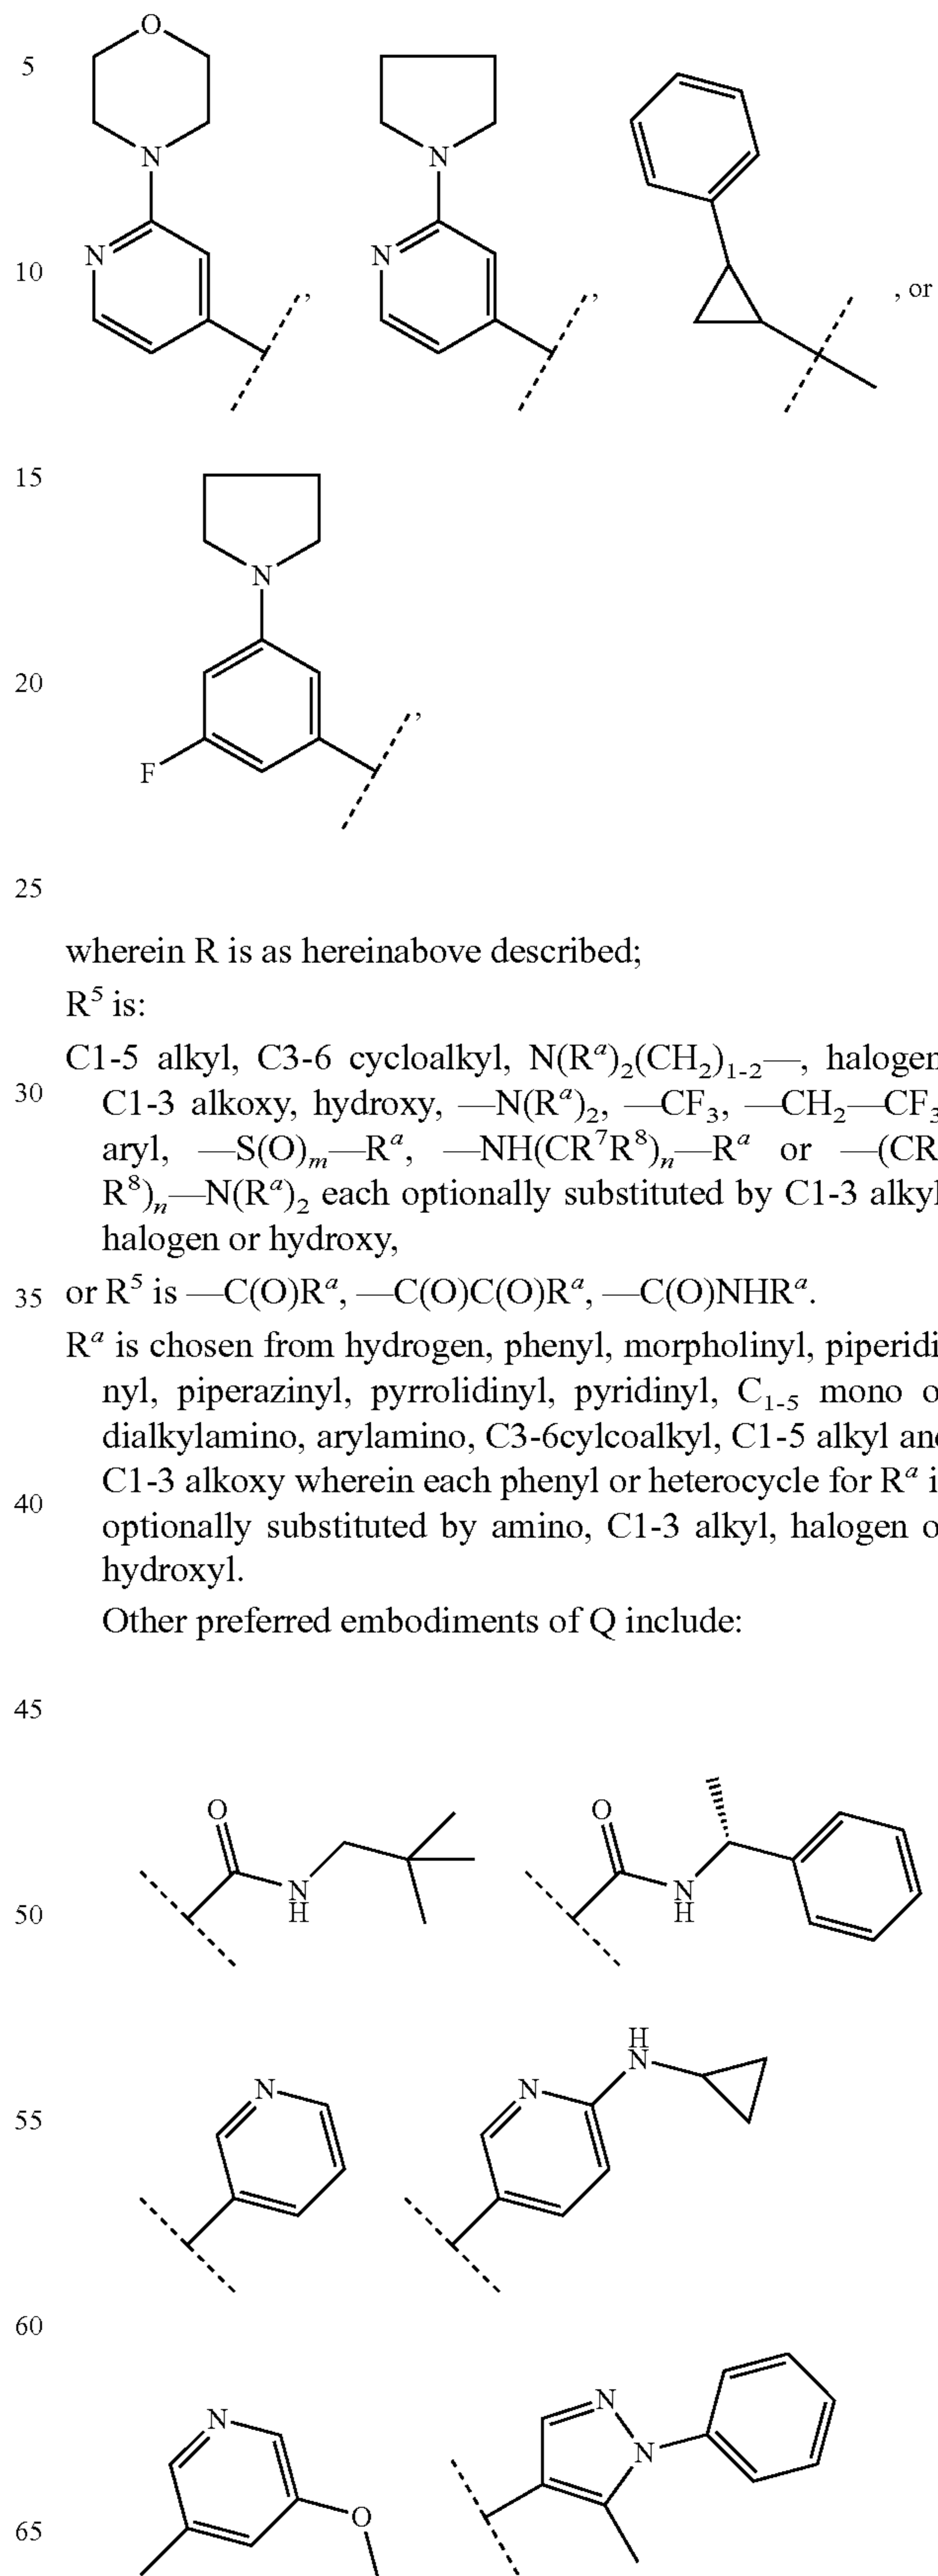 5
O
N
N
N
N
,
,
, or
10
15
N
20
F
,
25
wherein R is as hereinabove described;
R⁵ is:
C1-5 alkyl, C3-6 cycloalkyl, N(Rᵃ)₂(CH₂)₁₋₂—, halogen
30
C1-3 alkoxy, hydroxy, —N(Rᵃ)₂, —CF₃, —CH₂—CF₃
aryl, —S(O)ₘ—Rᵃ, —NH(CR⁷R⁸)ₙ—Rᵃ or —(CR
R⁸)ₙ—N(Rᵃ)₂ each optionally substituted by C1-3 alkyl
halogen or hydroxy,
35 or R⁵ is —C(O)Rᵃ, —C(O)C(O)Rᵃ, —C(O)NHRᵃ.
Rᵃ is chosen from hydrogen, phenyl, morpholinyl, piperidi
nyl, piperazinyl, pyrrolidinyl, pyridinyl, C₁₋₅ mono o
dialkylamino, arylamino, C3-6cylcoalkyl, C1-5 alkyl and
C1-3 alkoxy wherein each phenyl or heterocycle for Rᵃ i
40
optionally substituted by amino, C1-3 alkyl, halogen o
hydroxyl.
Other preferred embodiments of Q include:
45
O
N
H
O
N
H
50
N
N
H
N
55
60
N
O
N
N
65